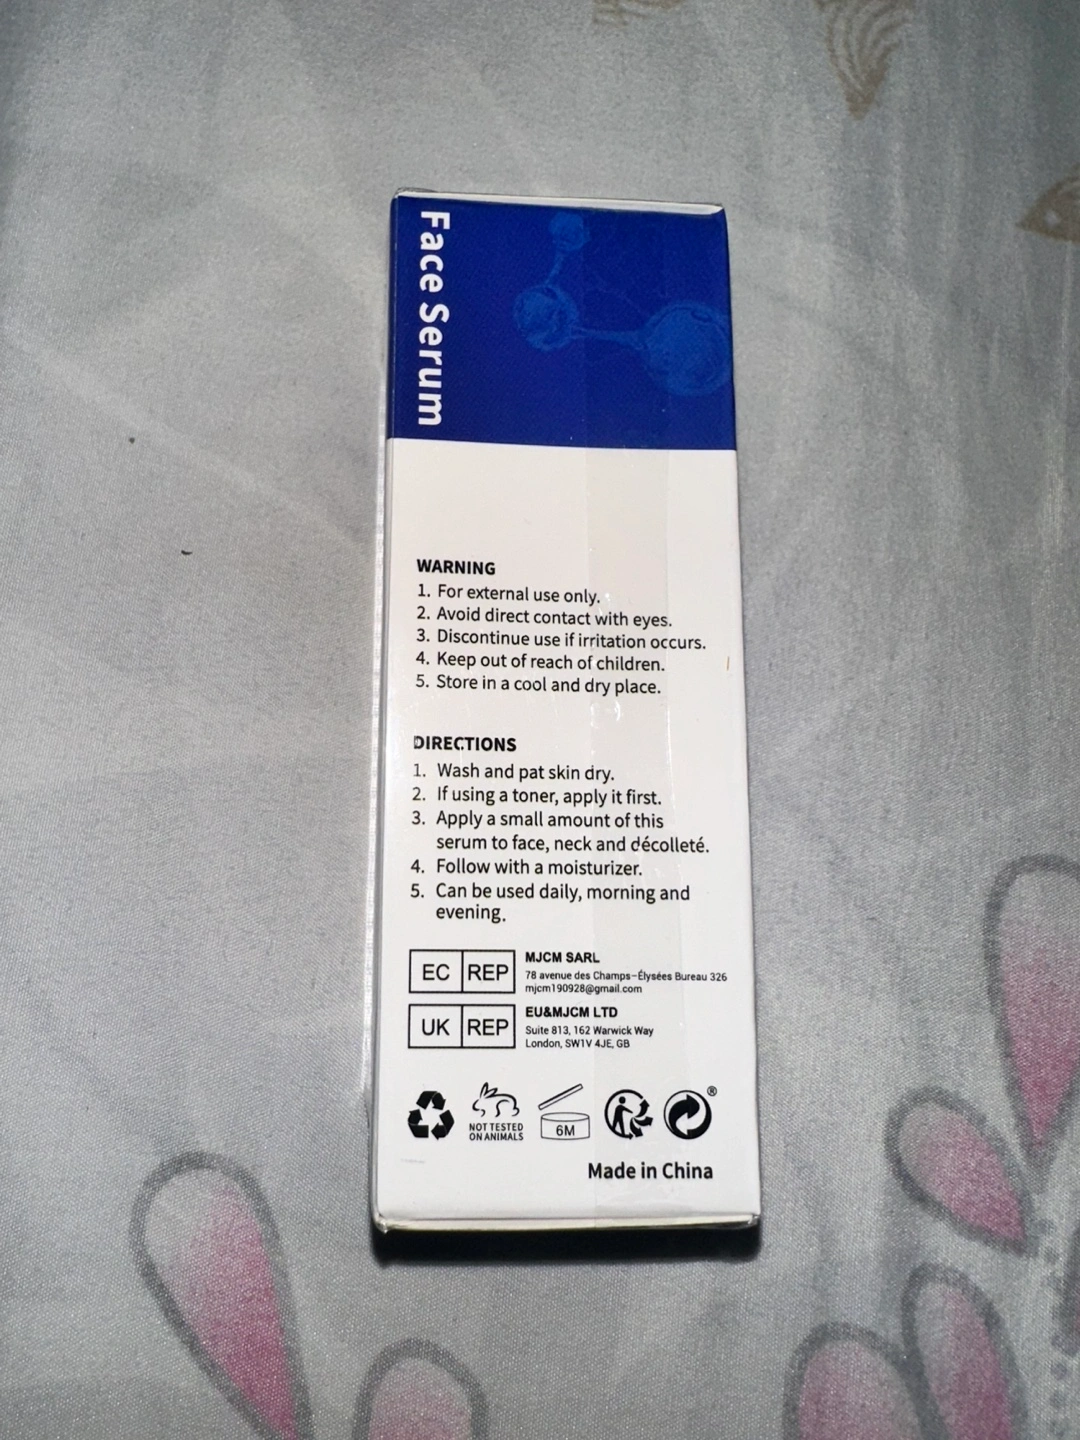 Face Serum
WARNING
1. For external use only.
2. Avoid direct contact with eyes.
3. Discontinue use if irritation occurs.
4. Keep out of reach of children.
5. Store in a cool and dry place.
DIRECTIONS
1. Wash and pat skin dry.
2. If using a toner, apply it first.
3. Apply a small amount of this
serum to face, neck and décolleté.
4. Follow with a moisturizer.
5. Can be used daily, morning and
evening.
EC REP
MJCM SARL
78 avenue des Champs-Élysées Bureau 326
mjcm190928@gmail.com
UK REP
EU&MJCM LTD
Suite 813, 162 Warwick Way
London, SW1V 4JE, GB
NOT TESTED
ON ANIMALS
6M
®
Made in China